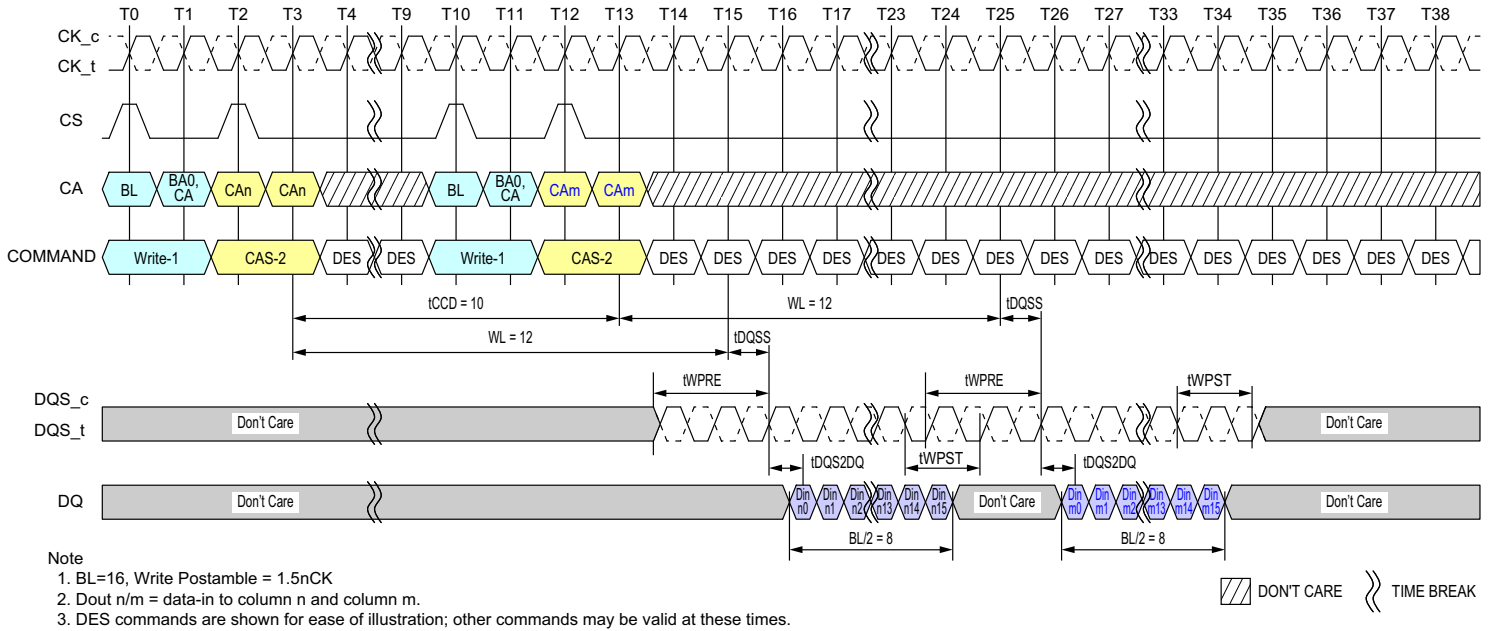 T0 T1 T2 T3 T4 T9 T10 T11 T12 T13 T14 T15 T16 T17 T23 T24 T25 T26 T27 T33 T34 T35 T36 T37 T38
CK_c
CK_t
CS
CA BL BA0, CA CAn CAn BL BA0, CA CAm CAm
COMMAND Write-1 CAS-2 DES DES Write-1 CAS-2 DES DES DES DES DES DES DES DES DES DES DES DES DES DES DES
tCCD = 10 WL = 12 tDQSS
WL = 12 tDQSS
tWPRE tWPRE tWPST
DQS_c
DQS_t Don't Care Don't Care
tDQS2DQ tWPST tDQS2DQ
DQ Don't Care Din n0 Din n1 Din n2 Din n13 Din n14 Din n15 Don't Care Din m0 Din m1 Din m2 Din m13 Din m14 Din m15 Don't Care
BL/2 = 8 BL/2 = 8
Note
1. BL=16, Write Postamble = 1.5nCK
2. Dout n/m = data-in to column n and column m.
3. DES commands are shown for ease of illustration; other commands may be valid at these times.
DON'T CARE TIME BREAK